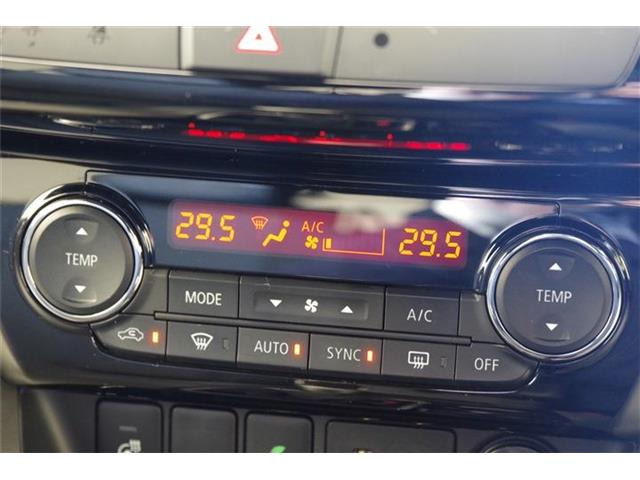 29.5 A/C 29.5
TEMP MODE A/C TEMP
AUTO SYNC OFF